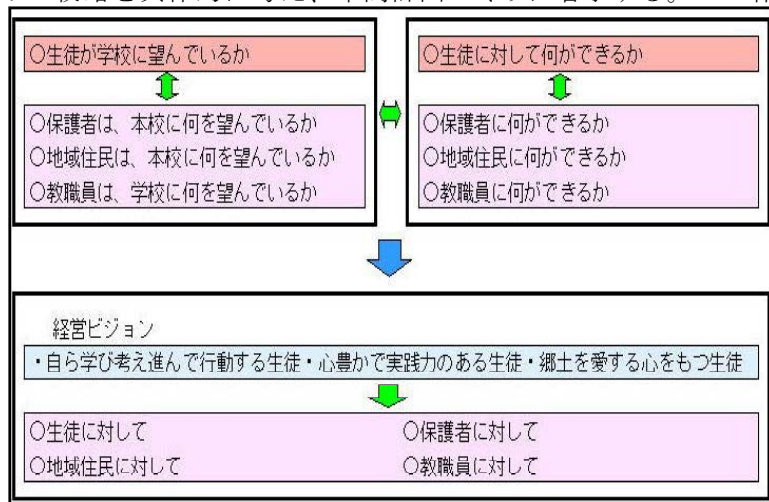 ○生徒が学校に望んでいるか
○保護者は、本校に何を望んでいるか
○地域住民は、本校に何を望んでいるか
○教職員は、学校に何を望んでいるか
○生徒に対して何ができるか
○保護者に何ができるか
○地域住民に何ができるか
○教職員に何ができるか
経営ビジョン
・自ら学び考え進んで行動する生徒・心豊かで実践力のある生徒・郷土を愛する心をもつ生徒
○生徒に対して ○保護者に対して
○地域住民に対して ○教職員に対して